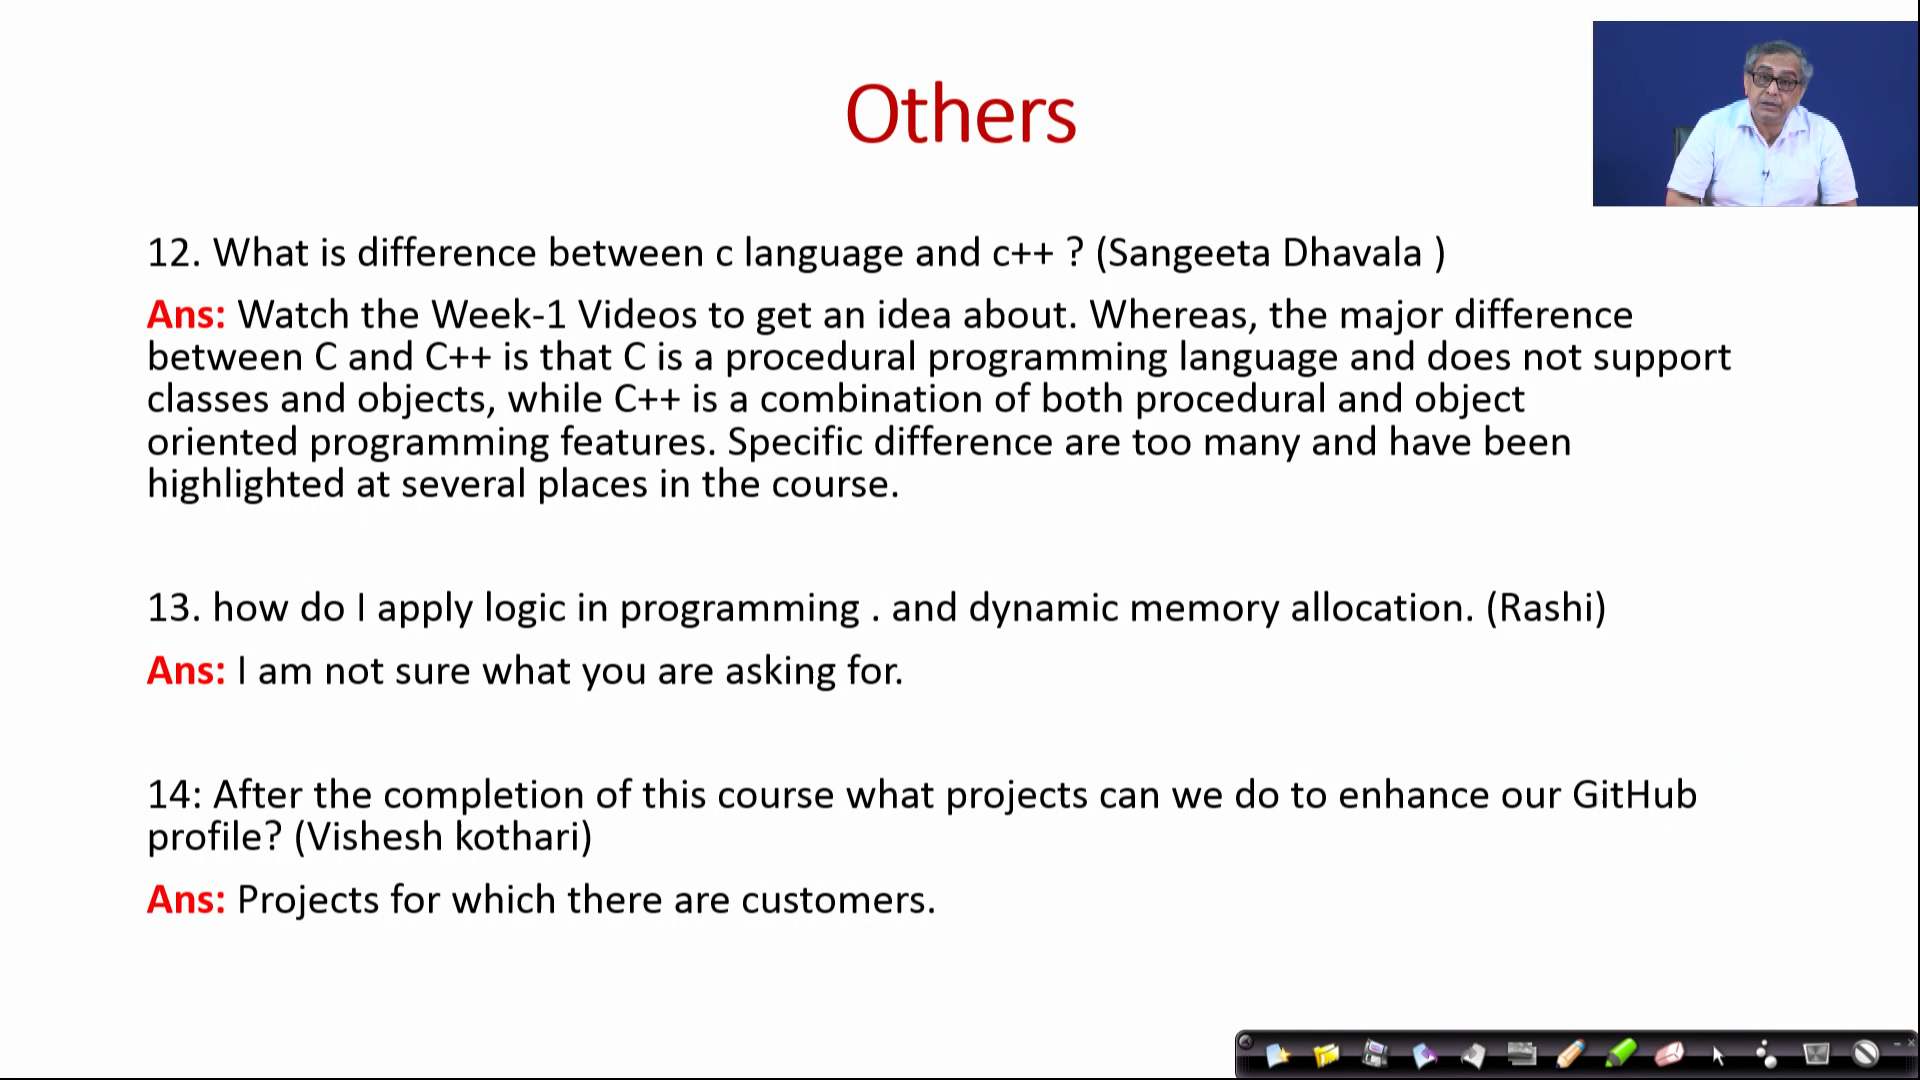 Others
12. What is difference between c language and c++ ? (Sangeeta Dhavala )
Ans: Watch the Week-1 Videos to get an idea about. Whereas, the major difference
between C and C++ is that C is a procedural programming language and does not support
classes and objects, while C++ is a combination of both procedural and object
oriented programming features. Specific difference are too many and have been
highlighted at several places in the course.
13. how do I apply logic in programming . and dynamic memory allocation. (Rashi)
Ans: I am not sure what you are asking for.
14: After the completion of this course what projects can we do to enhance our GitHub
profile? (Vishesh kothari)
Ans: Projects for which there are customers.